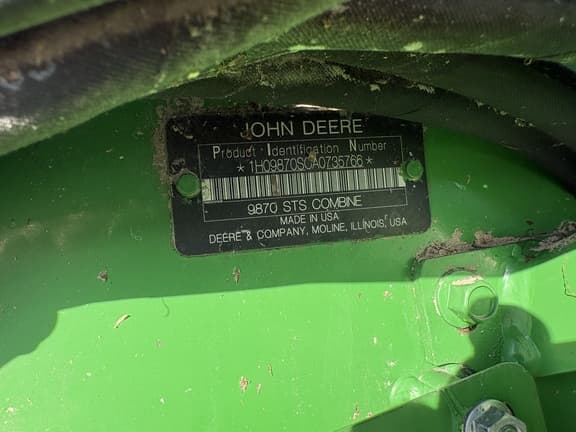 JOHN DEERE
Product Identification Number
*1H09870SCA0735766*
9870 STS COMBINE
MADE IN USA
DEERE & COMPANY, MOLINE, ILLINOIS, USA